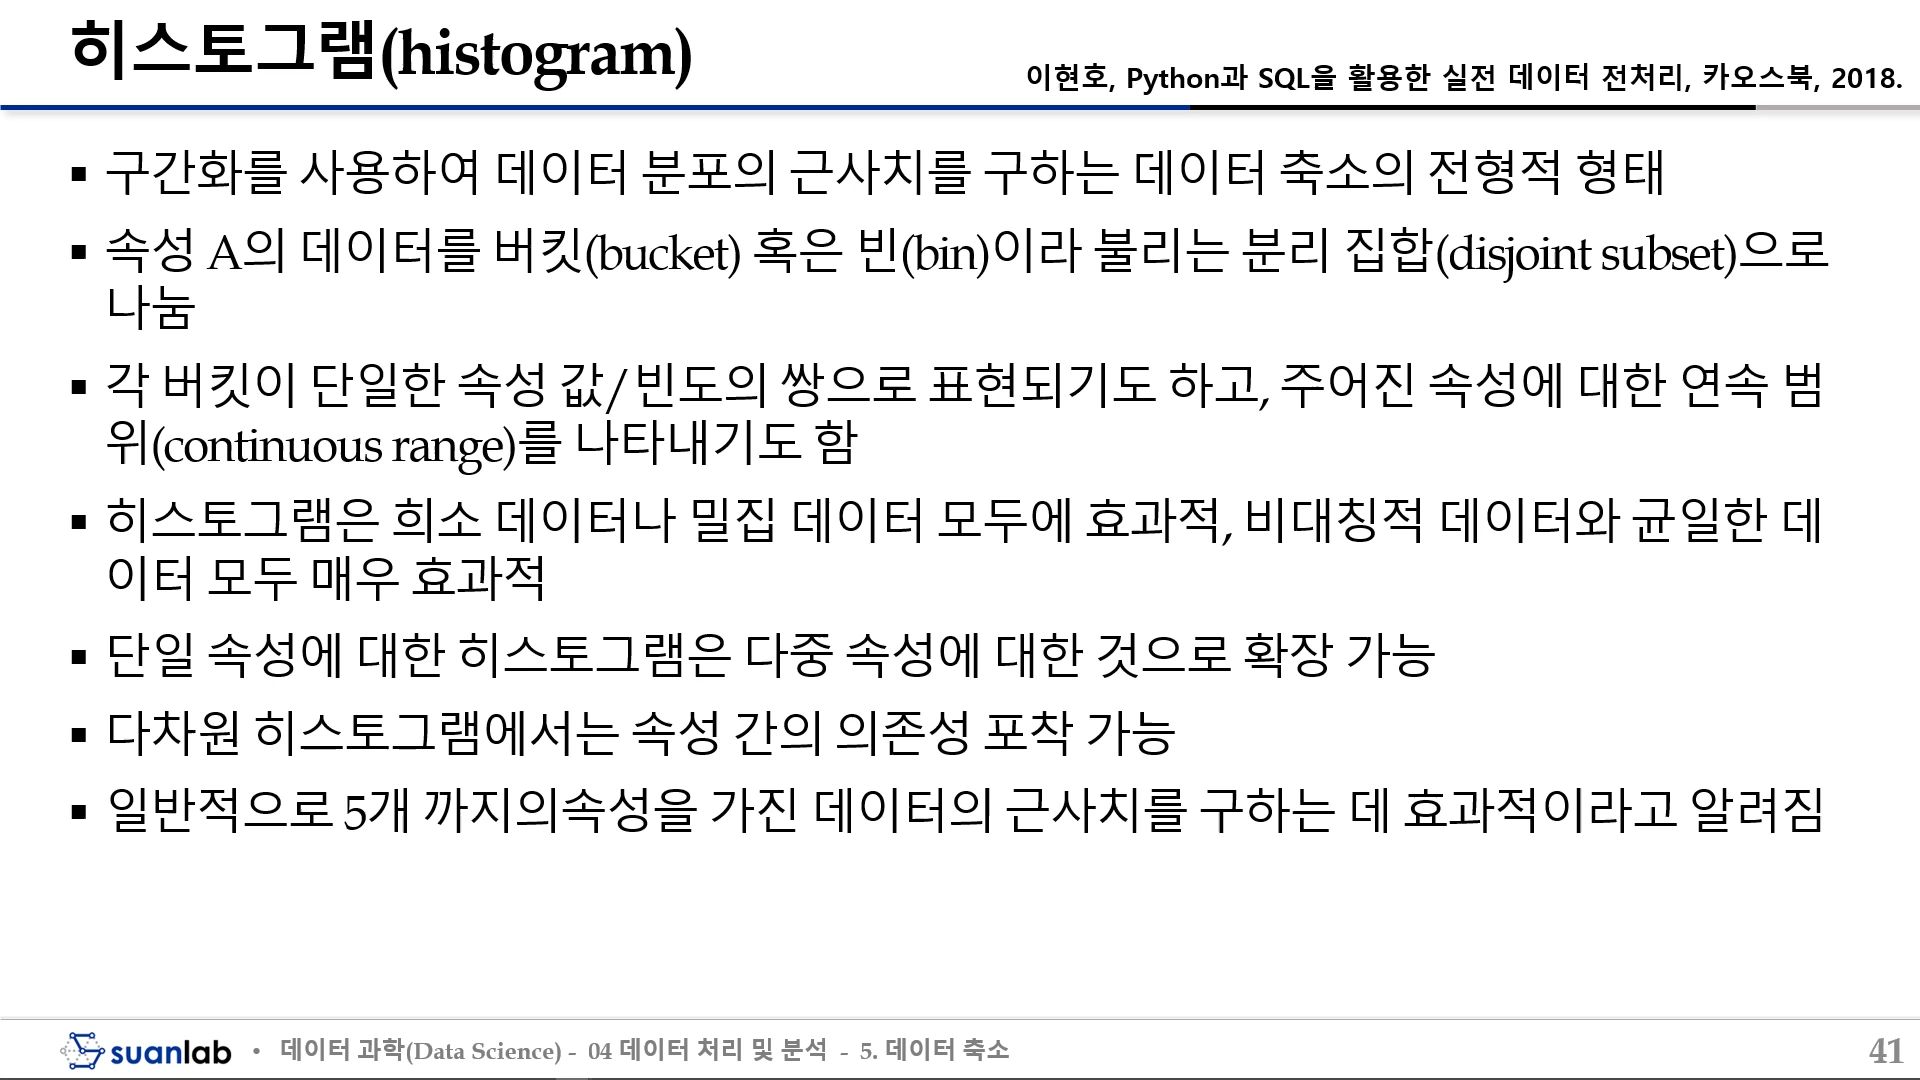 히스토그램(histogram)
이현호, Python과 SQL을 활용한 실전 데이터 전처리, 카오스북, 2018.
▪ 구간화를 사용하여 데이터 분포의 근사치를 구하는 데이터 축소의 전형적 형태
▪ 속성 A의 데이터를 버킷(bucket) 혹은 빈(bin)이라 불리는 분리 집합(disjoint subset)으로
나눔
▪ 각 버킷이 단일한 속성 값/빈도의 쌍으로 표현되기도 하고, 주어진 속성에 대한 연속 범
위(continuous range)를 나타내기도 함
▪ 히스토그램은 희소 데이터나 밀집 데이터 모두에 효과적, 비대칭적 데이터와 균일한 데
이터 모두 매우 효과적
▪ 단일 속성에 대한 히스토그램은 다중 속성에 대한 것으로 확장 가능
▪ 다차원 히스토그램에서는 속성 간의 의존성 포착 가능
▪ 일반적으로 5개 까지의속성을 가진 데이터의 근사치를 구하는 데 효과적이라고 알려짐
suanlab • 데이터 과학(Data Science) - 04 데이터 처리 및 분석 - 5. 데이터 축소
41